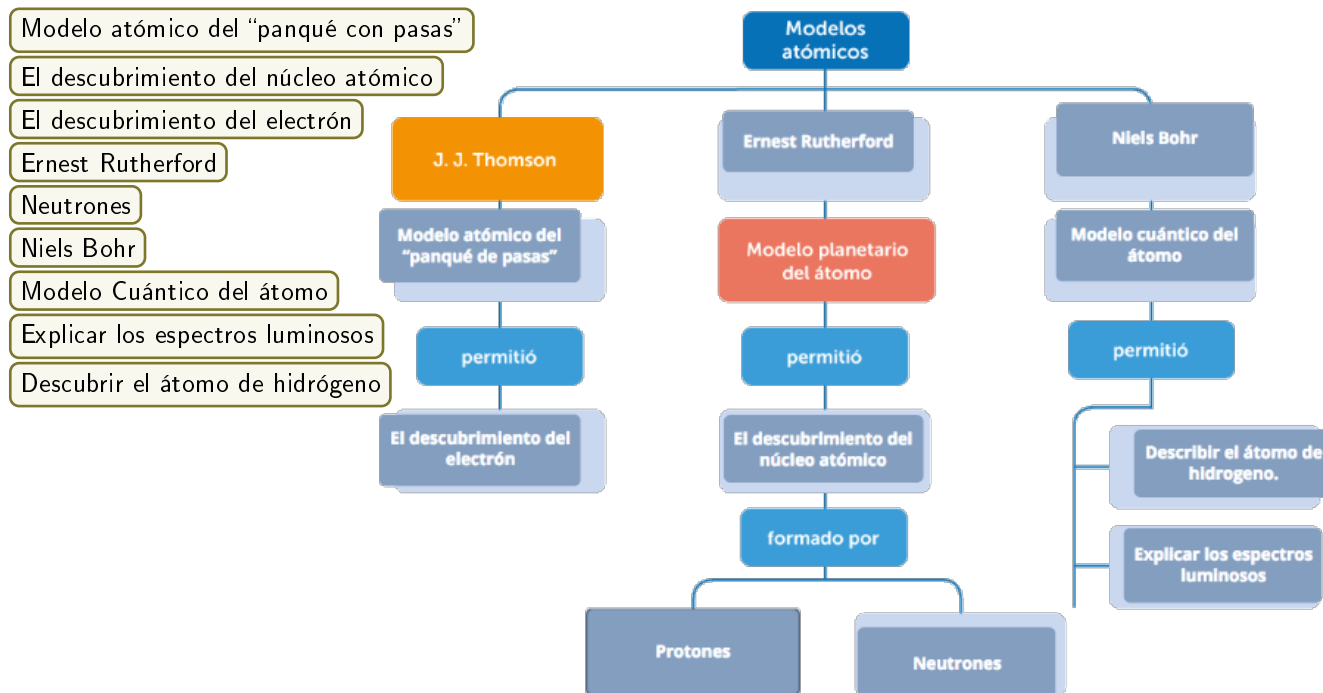 Modelo atómico del “panqué con pasas”
El descubrimiento del núcleo atómico
El descubrimiento del electrón
Ernest Rutherford
Neutrones
Niels Bohr
Modelo Cuántico del átomo
Explicar los espectros luminosos
Descubrir el átomo de hidrógeno
Modelos
atómicos
J. J. Thomson
Ernest Rutherford
Niels Bohr
Modelo atómico del
“panqué de pasas”
Modelo planetario
del átomo
Modelo cuántico del
átomo
permitió
permitió
permitió
El descubrimiento del
electrón
El descubrimiento del
núcleo atómico
Describir el átomo de
hidrogeno.
Explicar los espectros
luminosos
formado por
Protones
Neutrones